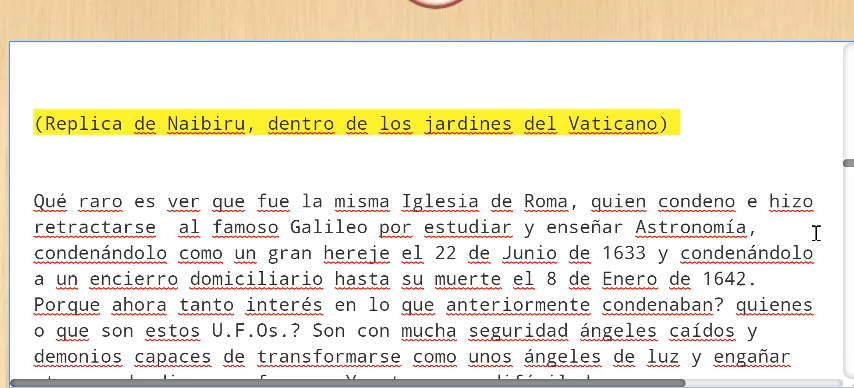 (Replica de Naibiru, dentro de los jardines del Vaticano)
Qué raro es ver que fue la misma Iglesia de Roma, quien condeno e hizo
retractarse  al famoso Galileo por estudiar y enseñar Astronomía,
condenándolo como un gran hereje el 22 de Junio de 1633 y condenándolo
a un encierro domiciliario hasta su muerte el 8 de Enero de 1642.
Porque ahora tanto interés en lo que anteriormente condenaban? quienes
o que son estos U.F.Os.? Son con mucha seguridad ángeles caídos y
demonios capaces de transformarse como unos ángeles de luz y engañar